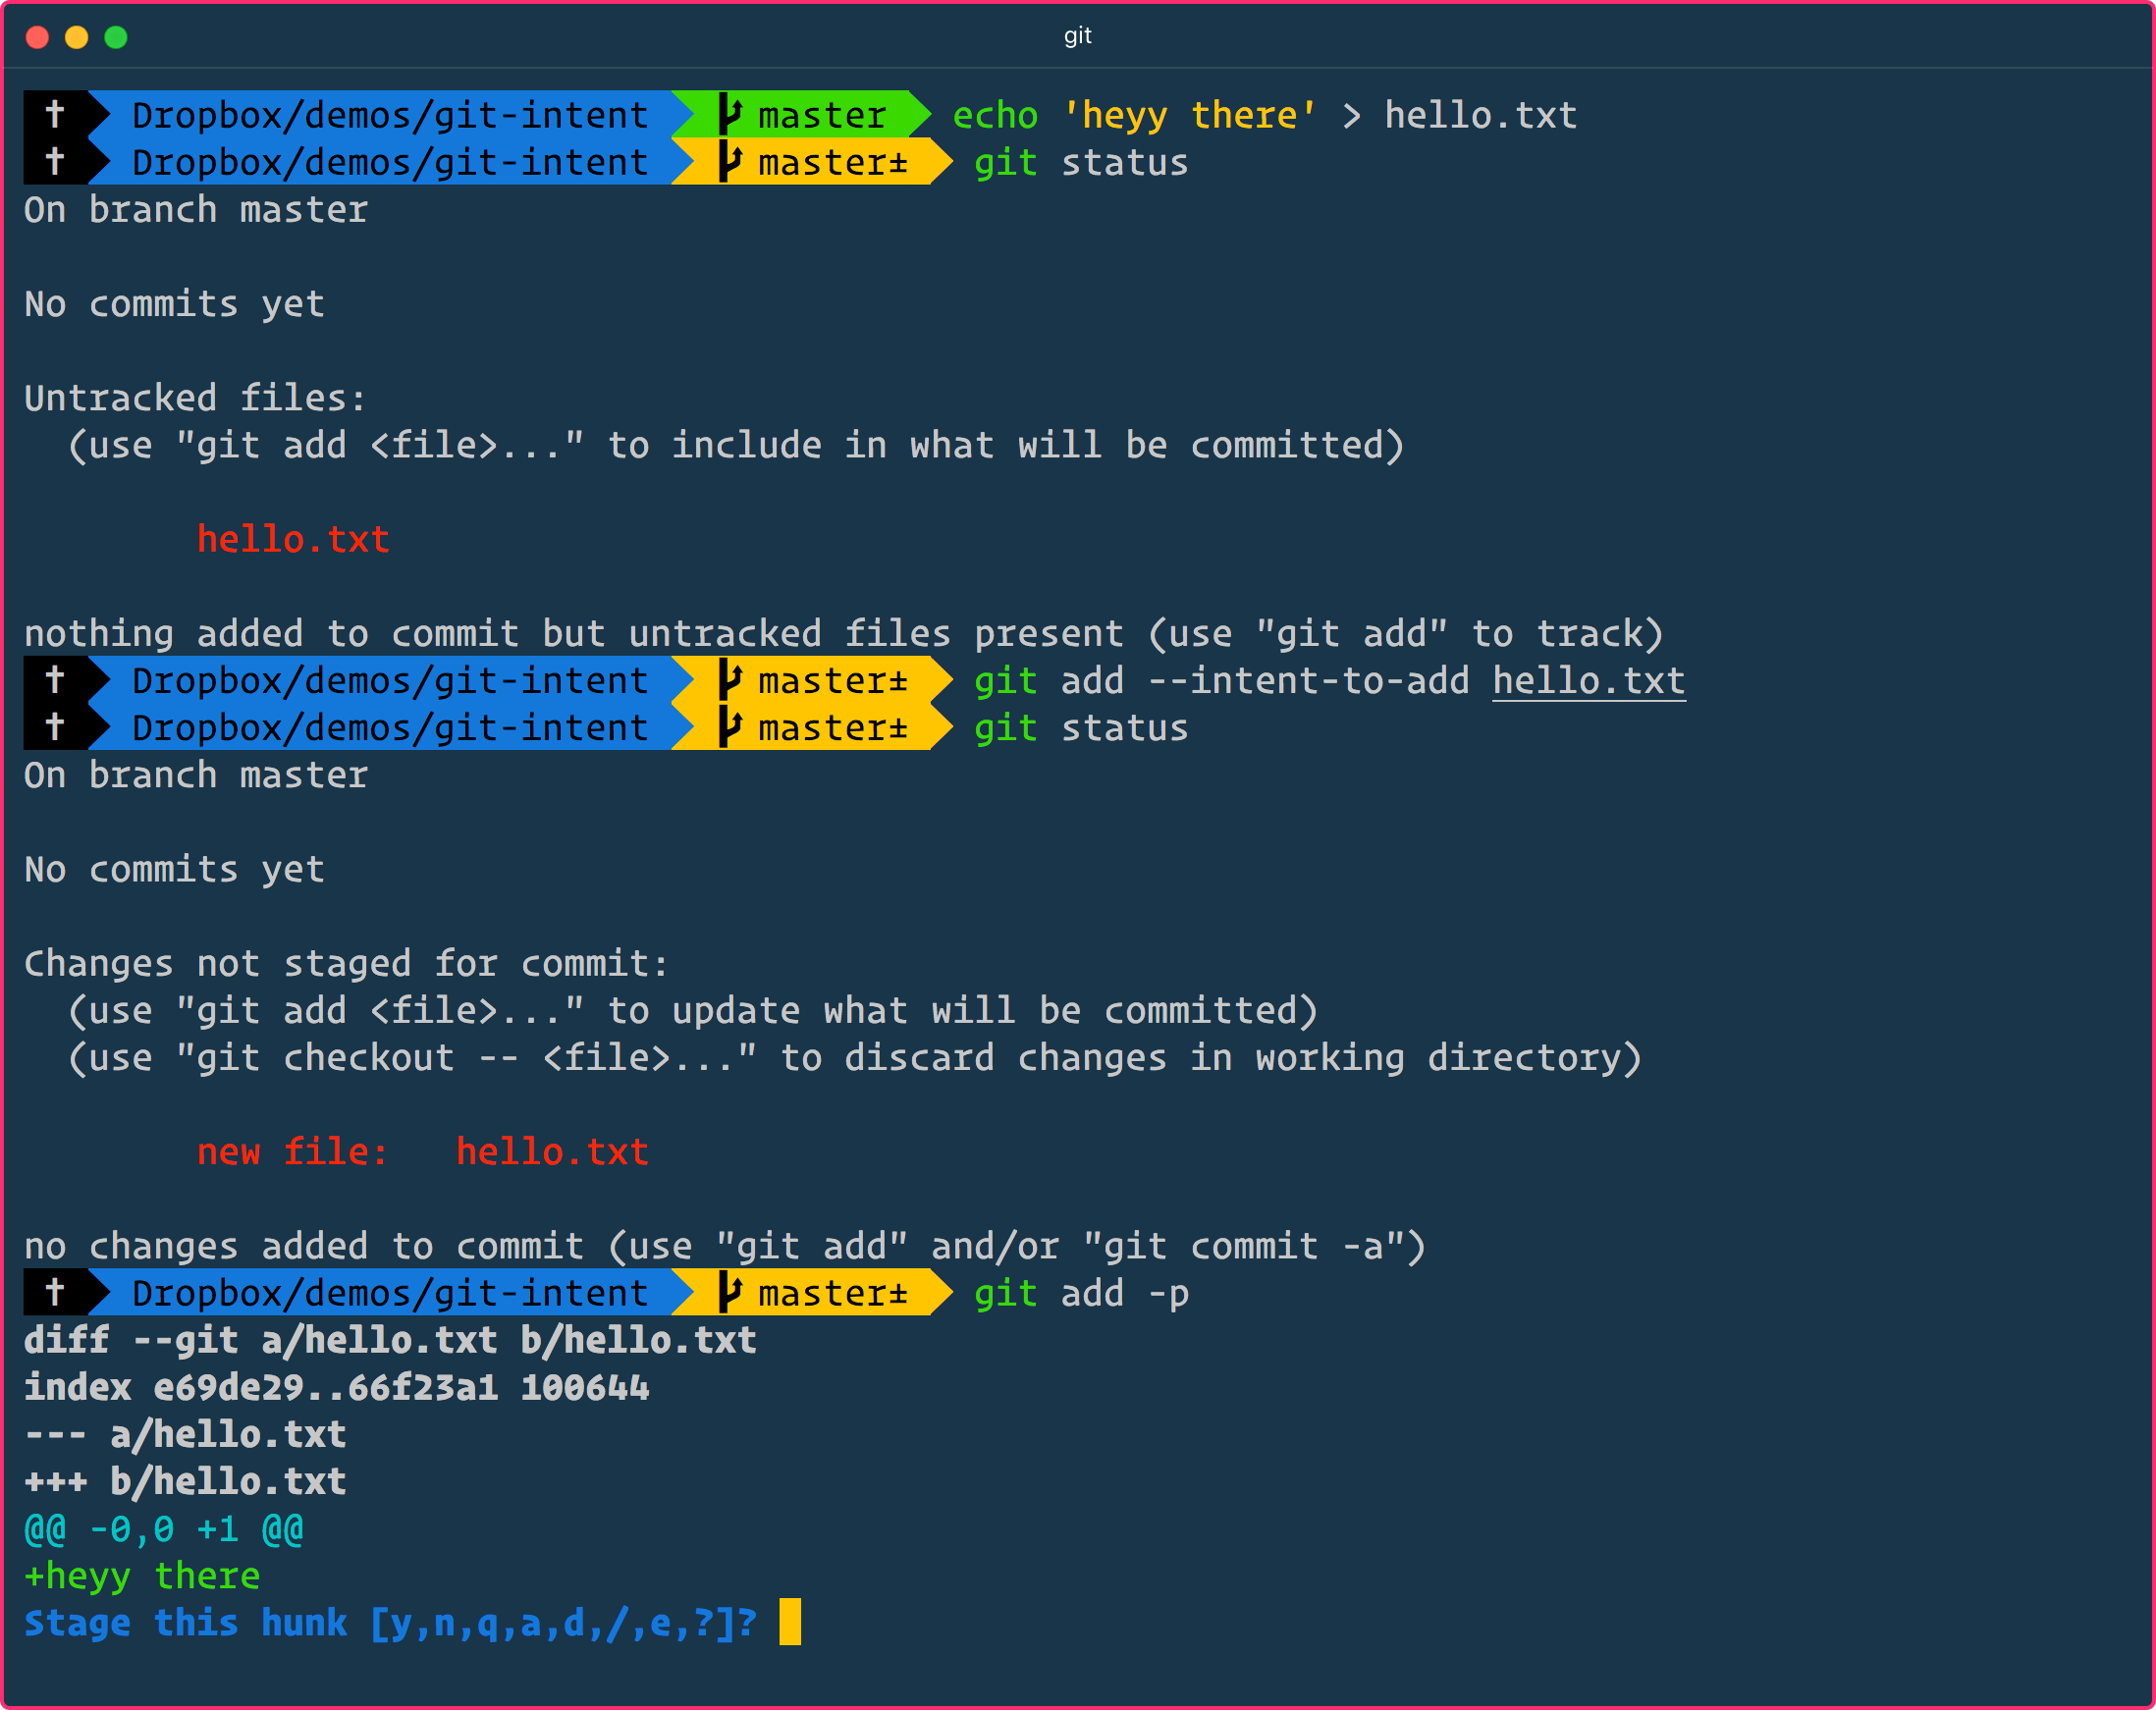 git
† Dropbox/demos/git-intent master echo 'heyy there' > hello.txt
† Dropbox/demos/git-intent master± git status
On branch master
No commits yet
Untracked files:
  (use "git add <file>..." to include in what will be committed)
        hello.txt
nothing added to commit but untracked files present (use "git add" to track)
† Dropbox/demos/git-intent master± git add --intent-to-add hello.txt
† Dropbox/demos/git-intent master± git status
On branch master
No commits yet
Changes not staged for commit:
  (use "git add <file>..." to update what will be committed)
  (use "git checkout -- <file>..." to discard changes in working directory)
        new file:   hello.txt
no changes added to commit (use "git add" and/or "git commit -a")
† Dropbox/demos/git-intent master± git add -p
diff --git a/hello.txt b/hello.txt
index e69de29..66f23a1 100644
--- a/hello.txt
+++ b/hello.txt
@@ -0,0 +1 @@
+heyy there
Stage this hunk [y,n,q,a,d,/,e,?]?